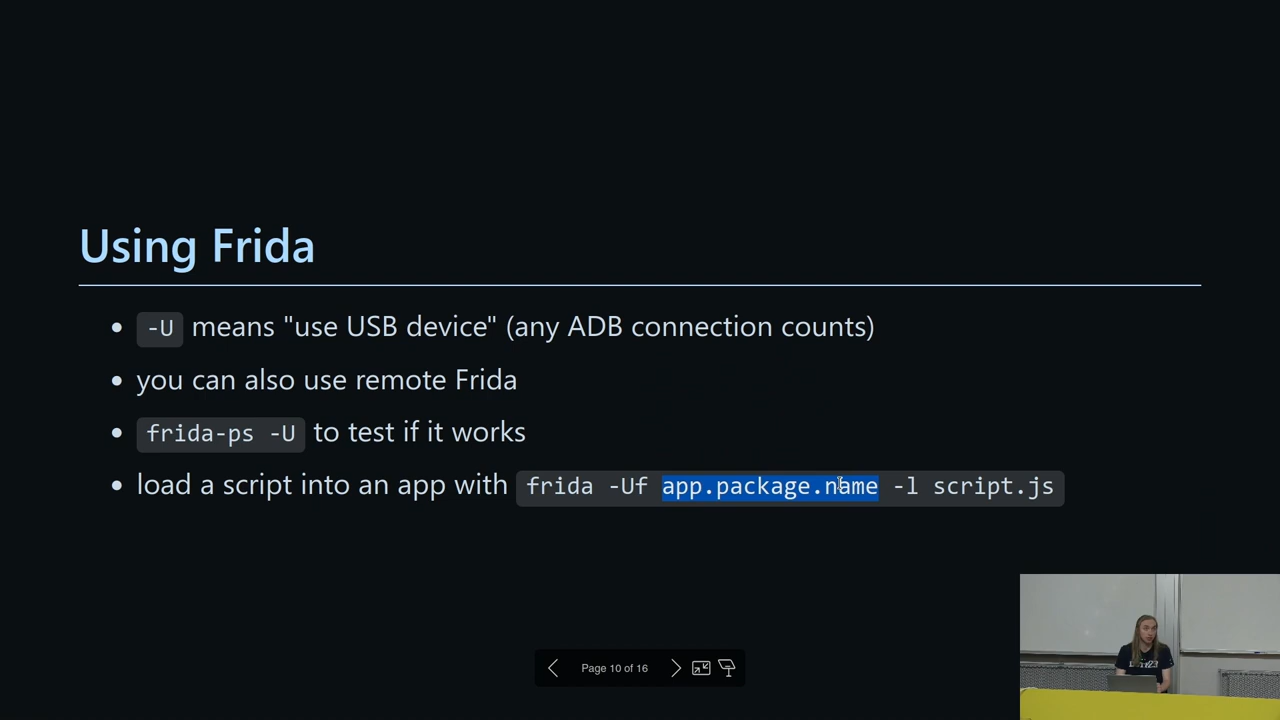 Using Frida
-U means "use USB device" (any ADB connection counts)
you can also use remote Frida
frida-ps -U to test if it works
load a script into an app with frida -Uf app.package.name -l script.js
Page 10 of 16